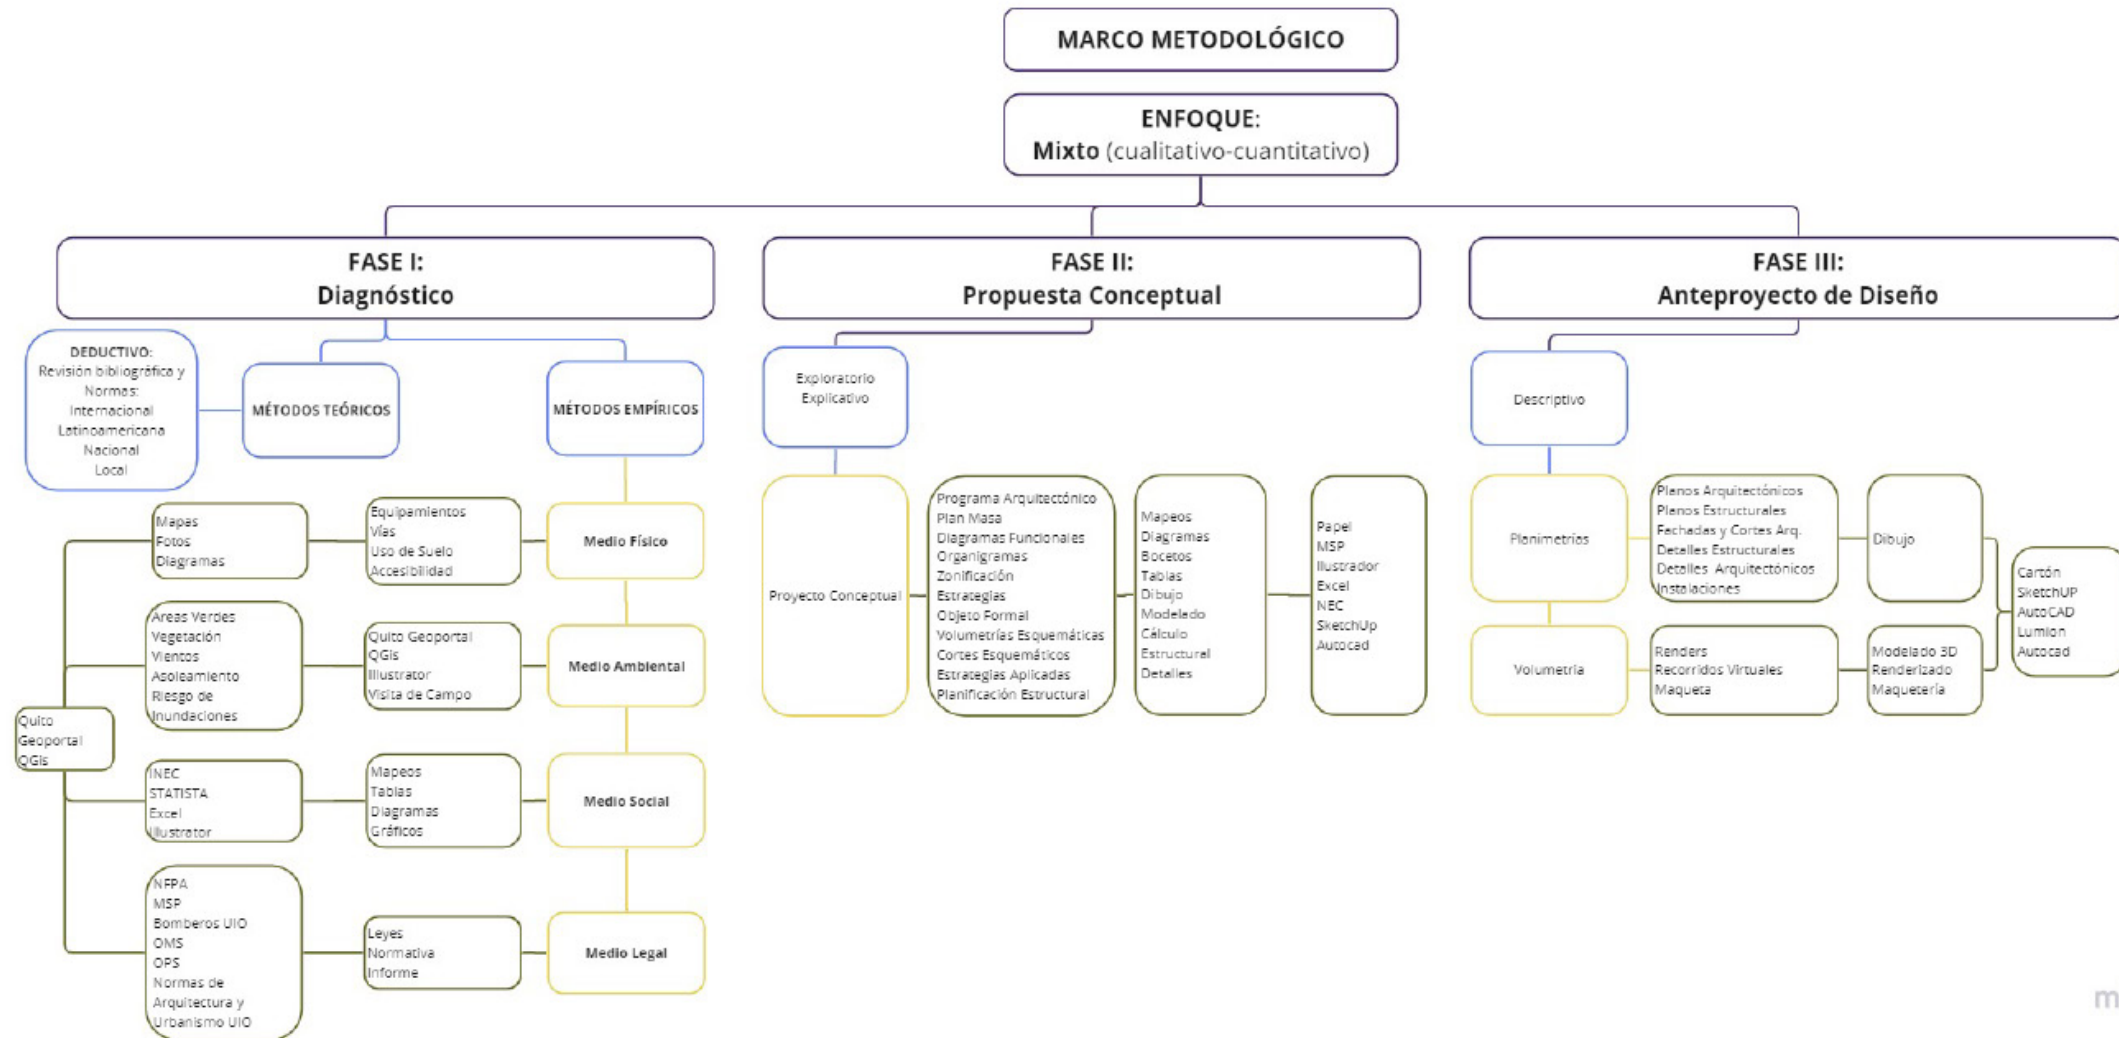 MARCO METODOLÓGICO
ENFOQUE:
Mixto (cualitativo-cuantitativo)
FASE I:
Diagnóstico
DEDUCTIVO:
Revisión bibliográfica y
Normas:
Internacional
Latinoamericana
Nacional
Local
MÉTODOS TEÓRICOS
MÉTODOS EMPÍRICOS
Mapas
Fotos
Diagramas
Equipamientos
Vías
Uso de Suelo
Accesibilidad
Medio Físico
Areas Verdes
Vegetación
Vientos
Asoleamiento
Riesgo de
Inundaciones
Quito Geoportal
QGis
Illustrator
Visita de Campo
Medio Ambiental
Quito
Geoportal
QGis
INEC
STATISTA
Excel
Illustrator
Mapeos
Tablas
Diagramas
Gráficos
Medio Social
NFPA
MSP
Bomberos UIO
OMS
OPS
Normas de
Arquitectura y
Urbanismo UIO
Leyes
Normativa
Informe
Medio Legal
FASE II:
Propuesta Conceptual
Exploratorio
Explicativo
Proyecto Conceptual
Programa Arquitectónico
Plan Masa
Diagramas Funcionales
Organigramas
Zonificación
Estrategias
Objeto Formal
Volumetrías Esquemáticas
Cortes Esquemáticos
Estrategias Aplicadas
Planificación Estructural
Mapeos
Diagramas
Bocetos
Tablas
Dibujo
Modelado
Cálculo
Estructural
Detalles
Papel
MSP
Ilustrador
Excel
NEC
SketchUp
Autocad
FASE III:
Anteproyecto de Diseño
Descriptivo
Planimetrías
Planos Arquitectónicos
Planos Estructurales
Fachadas y Cortes Arq.
Detalles Estructurales
Detalles Arquitectónicos
Instalaciones
Dibujo
Volumetría
Renders
Recorridos Virtuales
Maqueta
Modelado 3D
Renderizado
Maquetería
Cartón
SketchUP
AutoCAD
Lumion
Autocad
m